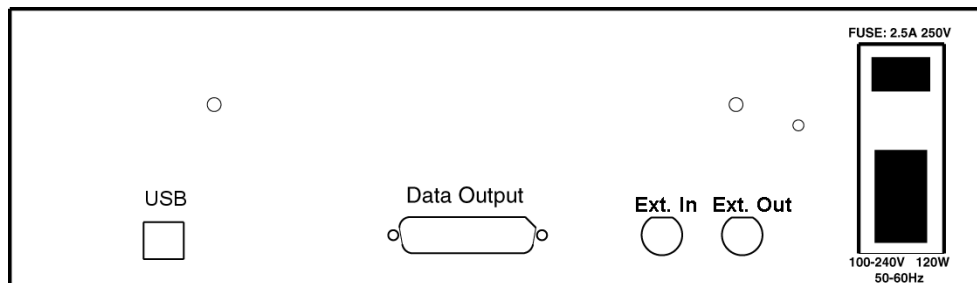 FUSE: 2.5A 250V
USB
Data Output
Ext. In
Ext. Out
100-240V 120W
50-60Hz